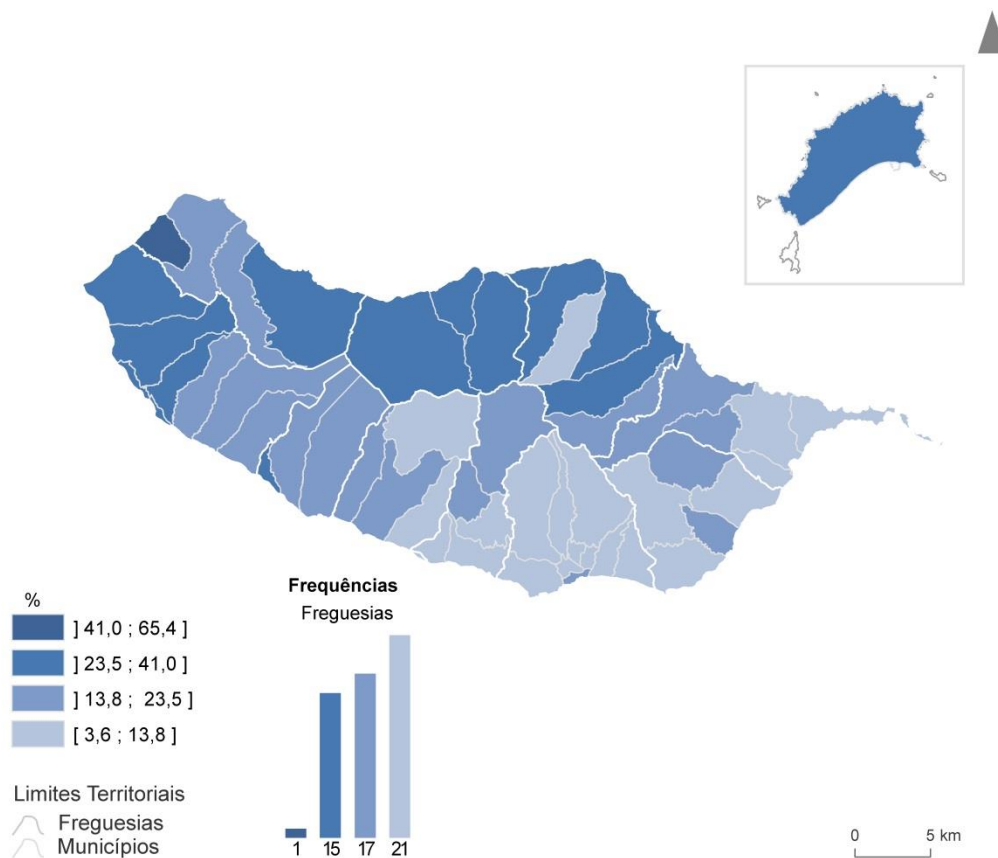 %
] 41,0 ; 65,4 ]
] 23,5 ; 41,0 ]
] 13,8 ; 23,5 ]
[ 3,6 ; 13,8 ]
Limites Territoriais
Freguesias
Municípios
Frequências
Freguesias
1 15 17 21
0 5 km